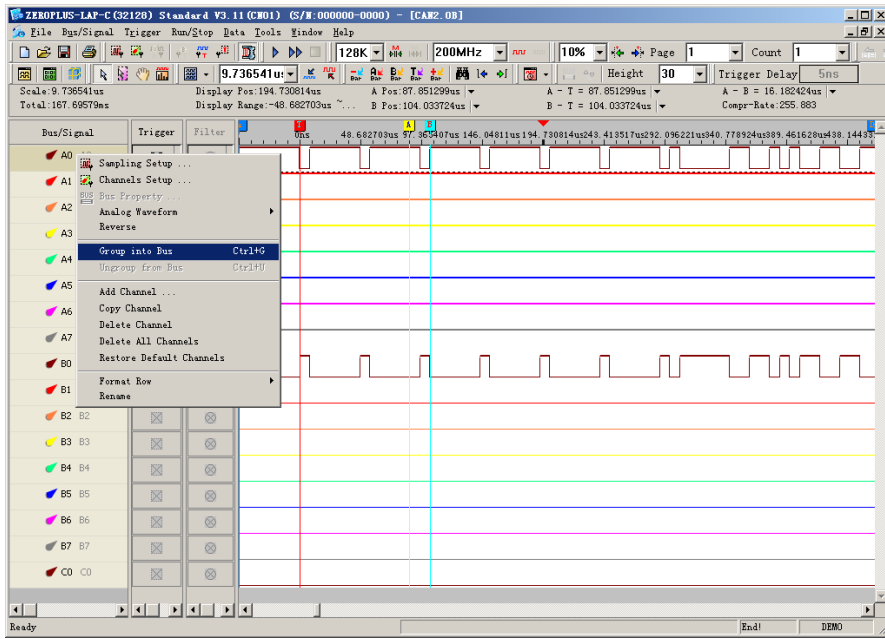 ZEROPLUS-LAP-C(32128) Standard V3.11(CN01) (S/N:000000-0000) - [CAN2.0B]
File Bus/Signal Trigger Run/Stop Data Tools Window Help
128K 200MHz 10% Page 1 Count 1
9.736541us Bar Bar Bar Bar Height 30 Trigger Delay 5ns
Scale:9.736541us Display Pos:194.730814us A Pos:87.851299us A - T = 87.851299us A - B = 16.182424us
Total:167.69579ms Display Range:-48.682703us ~... B Pos:104.033724us B - T = 104.033724us Compr-Rate:255.883
Bus/Signal Trigger Filter
T A B
0ns 48.682703us 97.365407us 146.04811us 194.730814us 243.413517us 292.096221us 340.778924us 389.461628us 438.14433
A0
Sampling Setup ...
A1 Channels Setup ...
BUS Bus Property ...
A2 Analog Waveform
Reverse
A3
Group into Bus Ctrl+G
A4 Ungroup from Bus Ctrl+U
A5 Add Channel ...
A6 Copy Channel
Delete Channel
A7 Delete All Channels
B0 Restore Default Channels
Format Row
B1 Rename
B2 B2
B3 B3
B4 B4
B5 B5
B6 B6
B7 B7
C0 C0
Ready End! DEMO